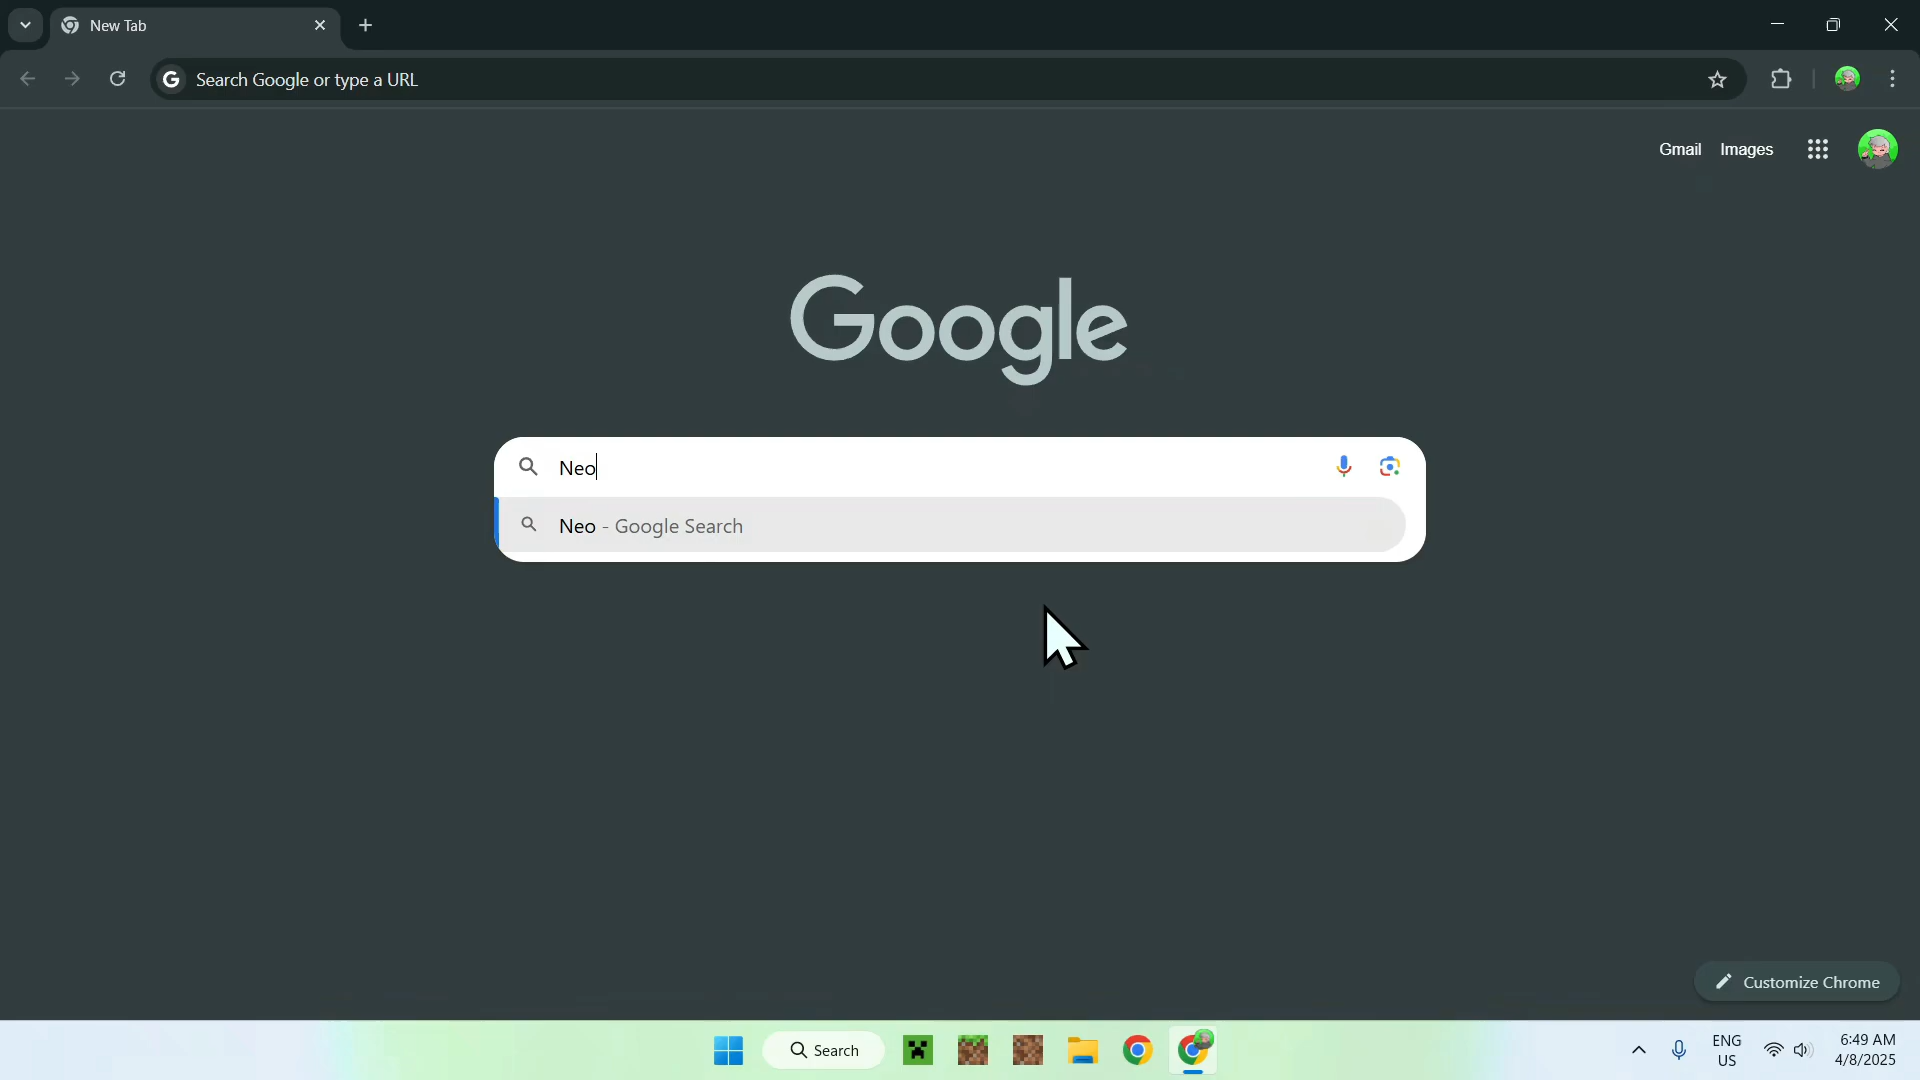 New Tab
Search Google or type a URL
Gmail Images
Google
Neo
Neo - Google Search
Customize Chrome
Search
ENG
US
6:49 AM
4/8/2025